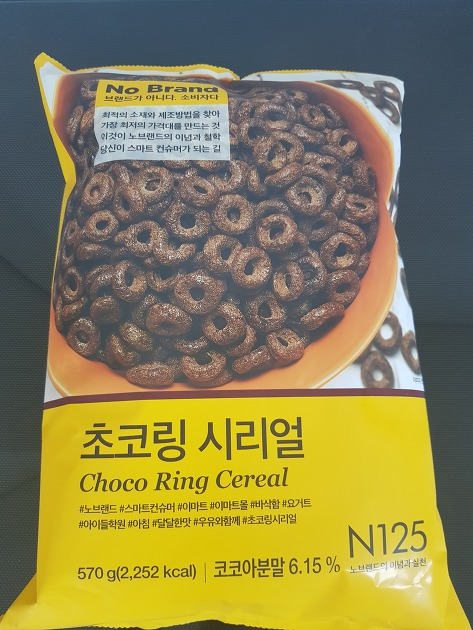 No Brand
브랜드가 아니다. 소비자다
최적의 소재와 제조방법을 찾아
가장 최저의 가격대를 만드는 것
이것이 노브랜드의 이념과 철학
당신이 스마트 컨슈머가 되는 길
초코링 시리얼
Choco Ring Cereal
#노브랜드 #스마트컨슈머 #이마트 #이마트몰 #바삭함 #요거트
#아이들학원 #아침 #달달한맛 #우유와함께 #초코링시리얼
N125
노브랜드의 이념과 실천
570 g(2,252 kcal) | 코코아분말 6.15 %